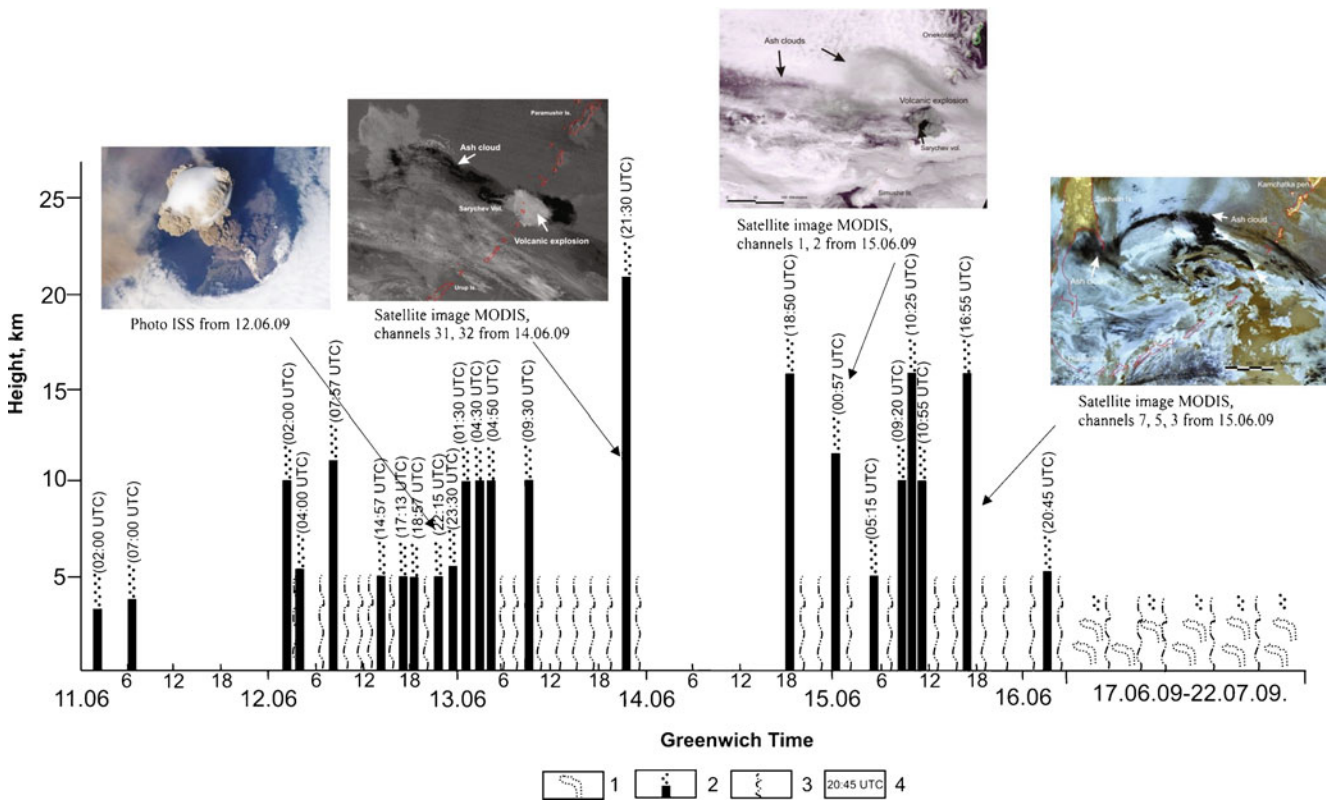 Onekotan
Ash clouds
Volcanic explosion
Sarychev vol.
Simushir Is.
Paramushir Is.
Ash cloud
Sarychev Vol.
Volcanic explosion
Urup Is.
Kamchatka pen.
Sakhalin Is.
Ash cloud
Ash cloud
Photo ISS from 12.06.09
Satellite image MODIS,
channels 31, 32 from 14.06.09
Satellite image MODIS,
channels 1, 2 from 15.06.09
Satellite image MODIS,
channels 7, 5, 3 from 15.06.09
Height, km
25
20
15
10
5
(02:00 UTC)
(07:00 UTC)
(02:00 UTC)
(04:00 UTC)
(07:57 UTC)
(14:57 UTC)
(17:13 UTC)
(18:57 UTC)
(22:15 UTC)
(23:30 UTC)
(01:30 UTC)
(04:30 UTC)
(04:50 UTC)
(09:30 UTC)
(21:30 UTC)
(18:50 UTC)
(00:57 UTC)
(05:15 UTC)
(09:20 UTC)
(10:25 UTC)
(10:55 UTC)
(16:55 UTC)
(20:45 UTC)
6 12 18 6 12 18 6 12 18 6 12 18 6 12 18
11.06 12.06 13.06 14.06 15.06 16.06 17.06.09-22.07.09.
Greenwich Time
1 2 3 20:45 UTC 4